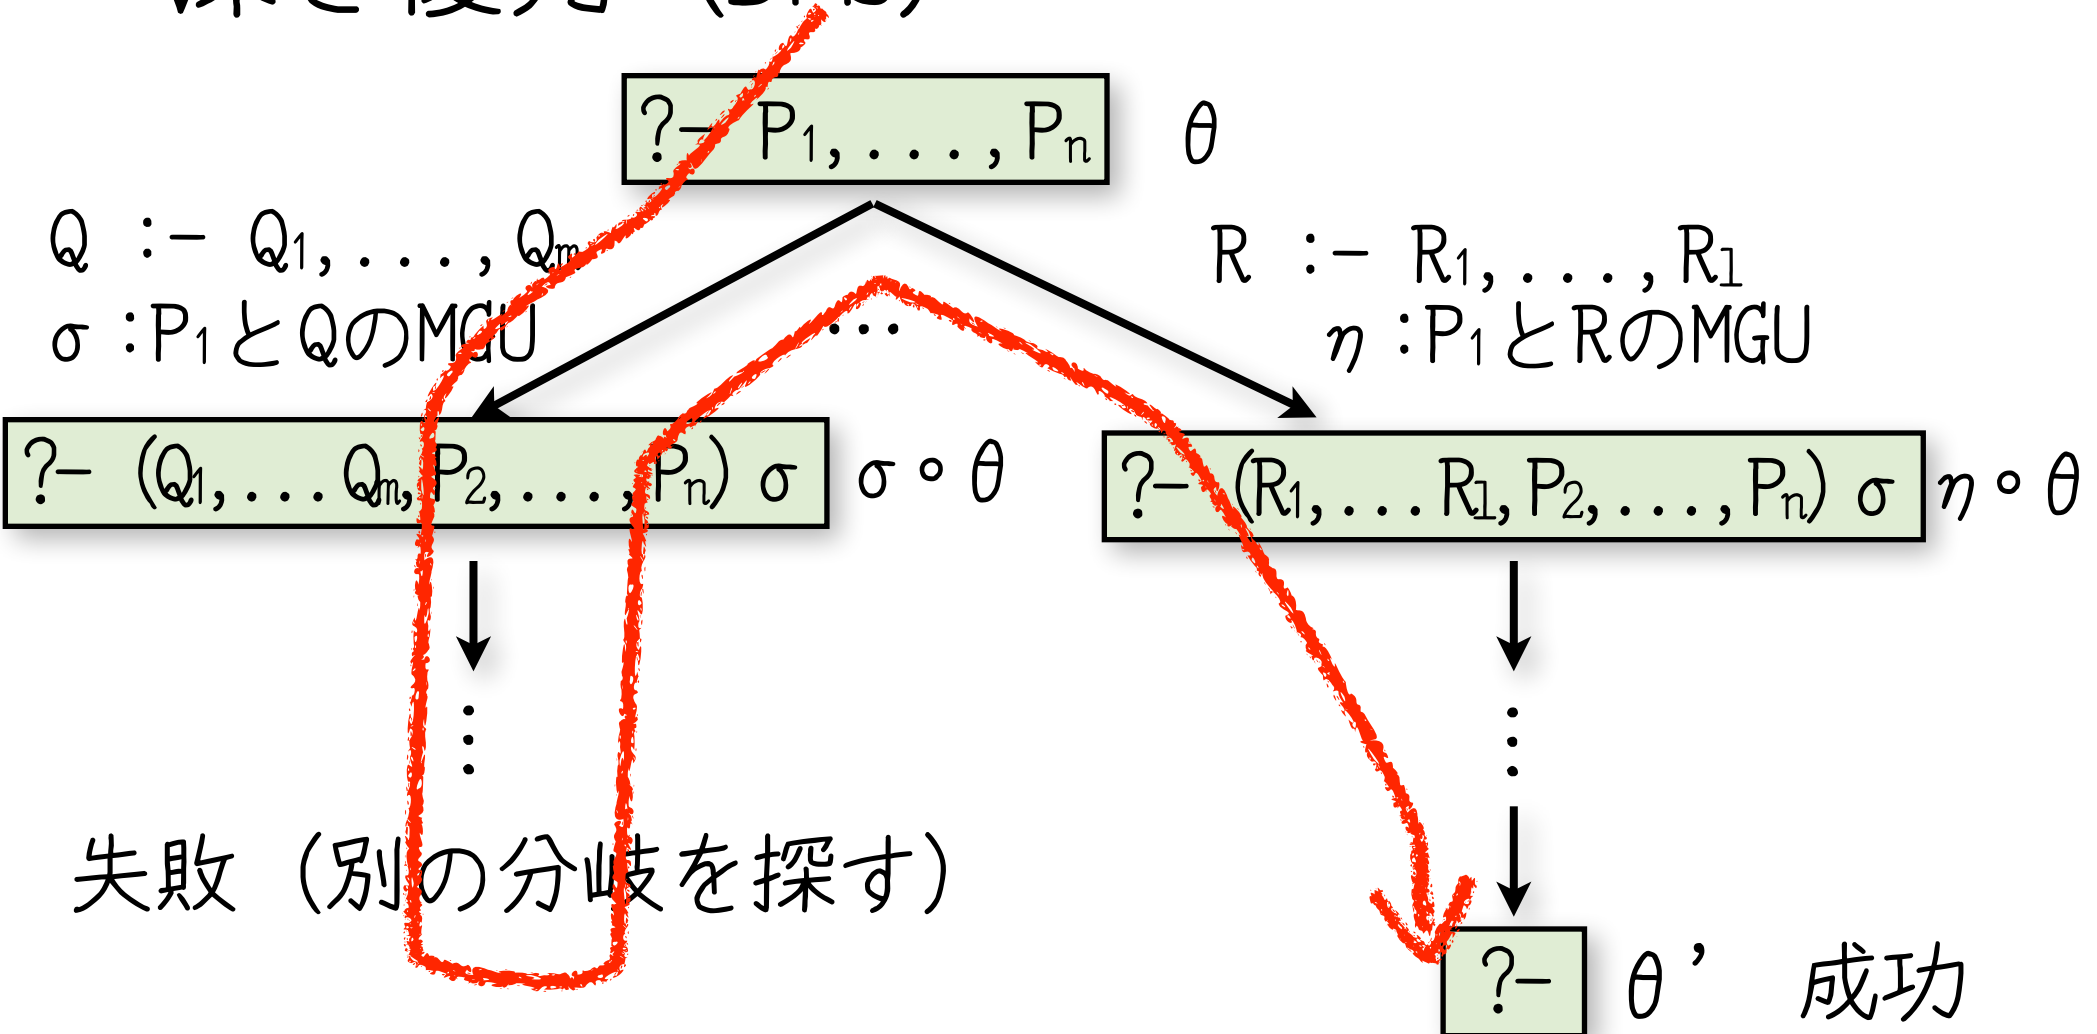 ?- P1,...,Pn θ
Q :- Q1,...,Qm
σ:P1とQのMGU
...
R :- R1,...,Rl
η:P1とRのMGU
?- (Q1,...Qm,P2,...,Pn)σ σ∘θ
?- (R1,...Rl,P2,...,Pn)σ η∘θ
失敗 (別の分岐を探す)
?- θ’ 成功